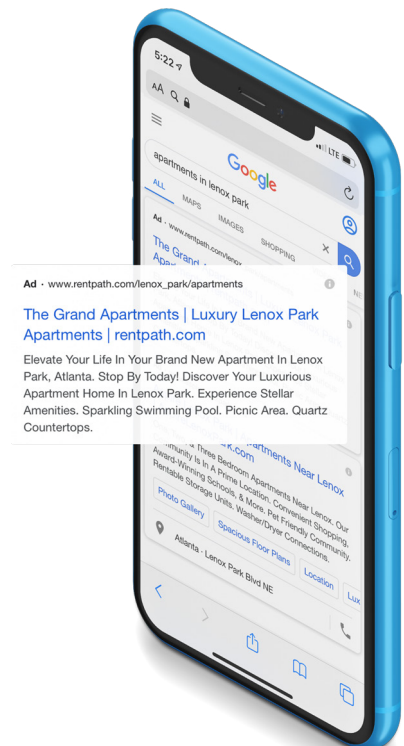 5:22
LTE
AA
Google
apartments in lenox park
ALL MAPS IMAGES SHOPPING
Ad · www.rentpath.com/lenox
The Grand
Ad · www.rentpath.com/lenox_park/apartments
The Grand Apartments | Luxury Lenox Park
Apartments | rentpath.com
Elevate Your Life In Your Brand New Apartment In Lenox
Park, Atlanta. Stop By Today! Discover Your Luxurious
Apartment Home In Lenox Park. Experience Stellar
Amenities. Sparkling Swimming Pool. Picnic Area. Quartz
Countertops.
Apartments Near Lenox
Three Bedroom Apartments Near Lenox. Our
Community Is In A Prime Location. Convenient Shopping,
Award-Winning Schools, & More. Pet Friendly Community.
Rentable Storage Units. Washer/Dryer Connections.
Photo Gallery Spacious Floor Plans Location Lux
Atlanta · Lenox Park Blvd NE